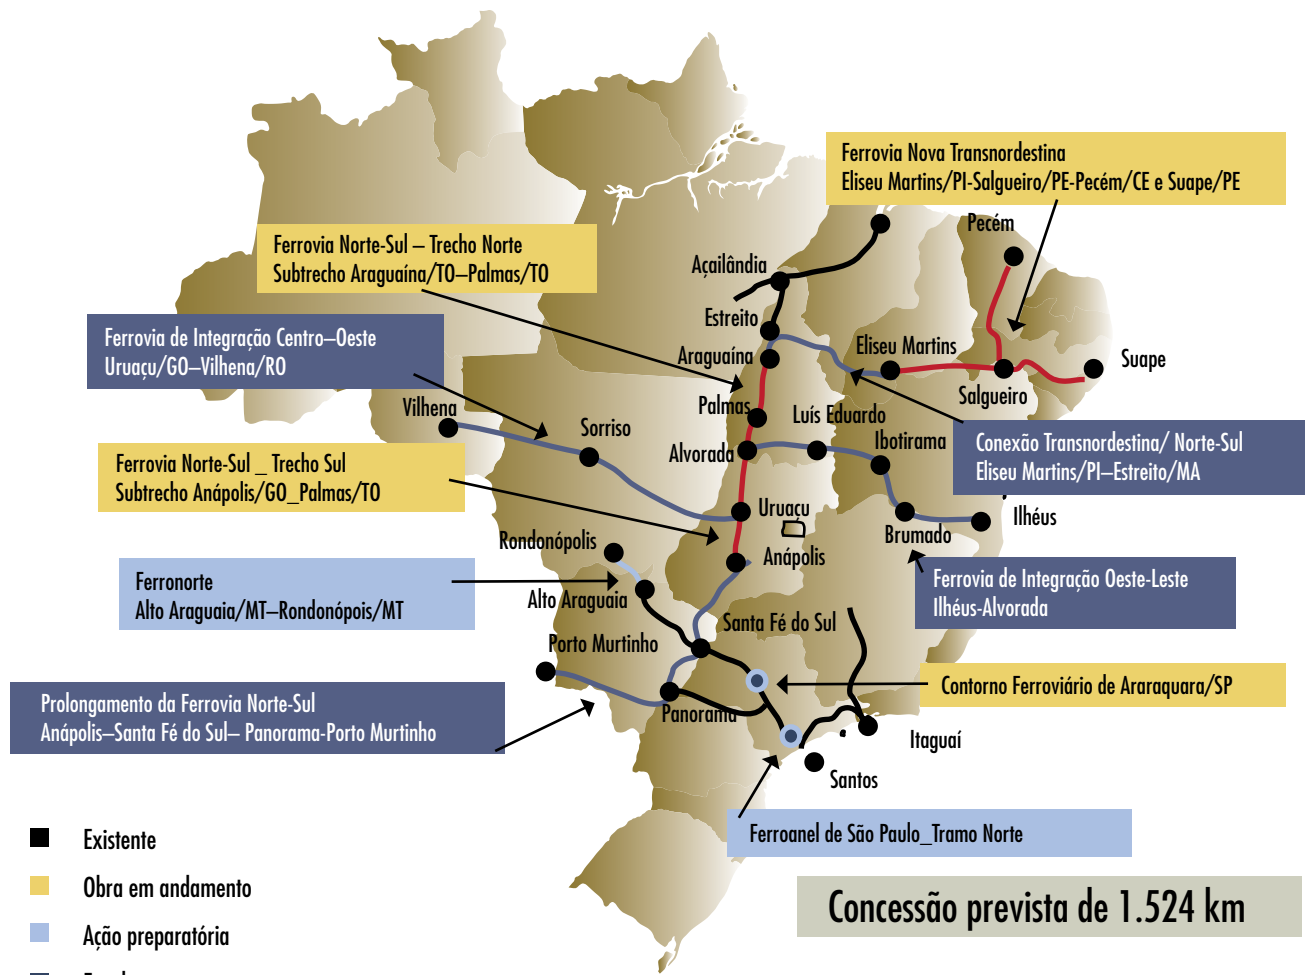 Ferrovia Nova Transnordestina
Eliseu Martins/PI-Salgueiro/PE-Pecém/CE e Suape/PE
Pecém
Ferrovia Norte-Sul – Trecho Norte
Subtrecho Araguaína/TO–Palmas/TO
Açailândia
Estreito
Ferrovia de Integração Centro–Oeste
Uruaçu/GO–Vilhena/RO
Araguaína
Eliseu Martins
Suape
Salgueiro
Palmas
Luís Eduardo
Vilhena
Sorriso
Alvorada
Ibotirama
Conexão Transnordestina/ Norte-Sul
Eliseu Martins/PI–Estreito/MA
Ferrovia Norte-Sul _ Trecho Sul
Subtrecho Anápolis/GO_Palmas/TO
Uruaçu
Ilhéus
Brumado
Rondonópolis
Anápolis
Ferronorte
Alto Araguaia/MT–Rondonópois/MT
Alto Araguaia
Ferrovia de Integração Oeste-Leste
Ilhéus-Alvorada
Santa Fé do Sul
Porto Murtinho
Contorno Ferroviário de Araraquara/SP
Prolongamento da Ferrovia Norte-Sul
Anápolis–Santa Fé do Sul– Panorama-Porto Murtinho
Panorama
Itaguaí
Santos
Ferroanel de São Paulo_Tramo Norte
Existente
Obra em andamento
Ação preparatória
Concessão prevista de 1.524 km